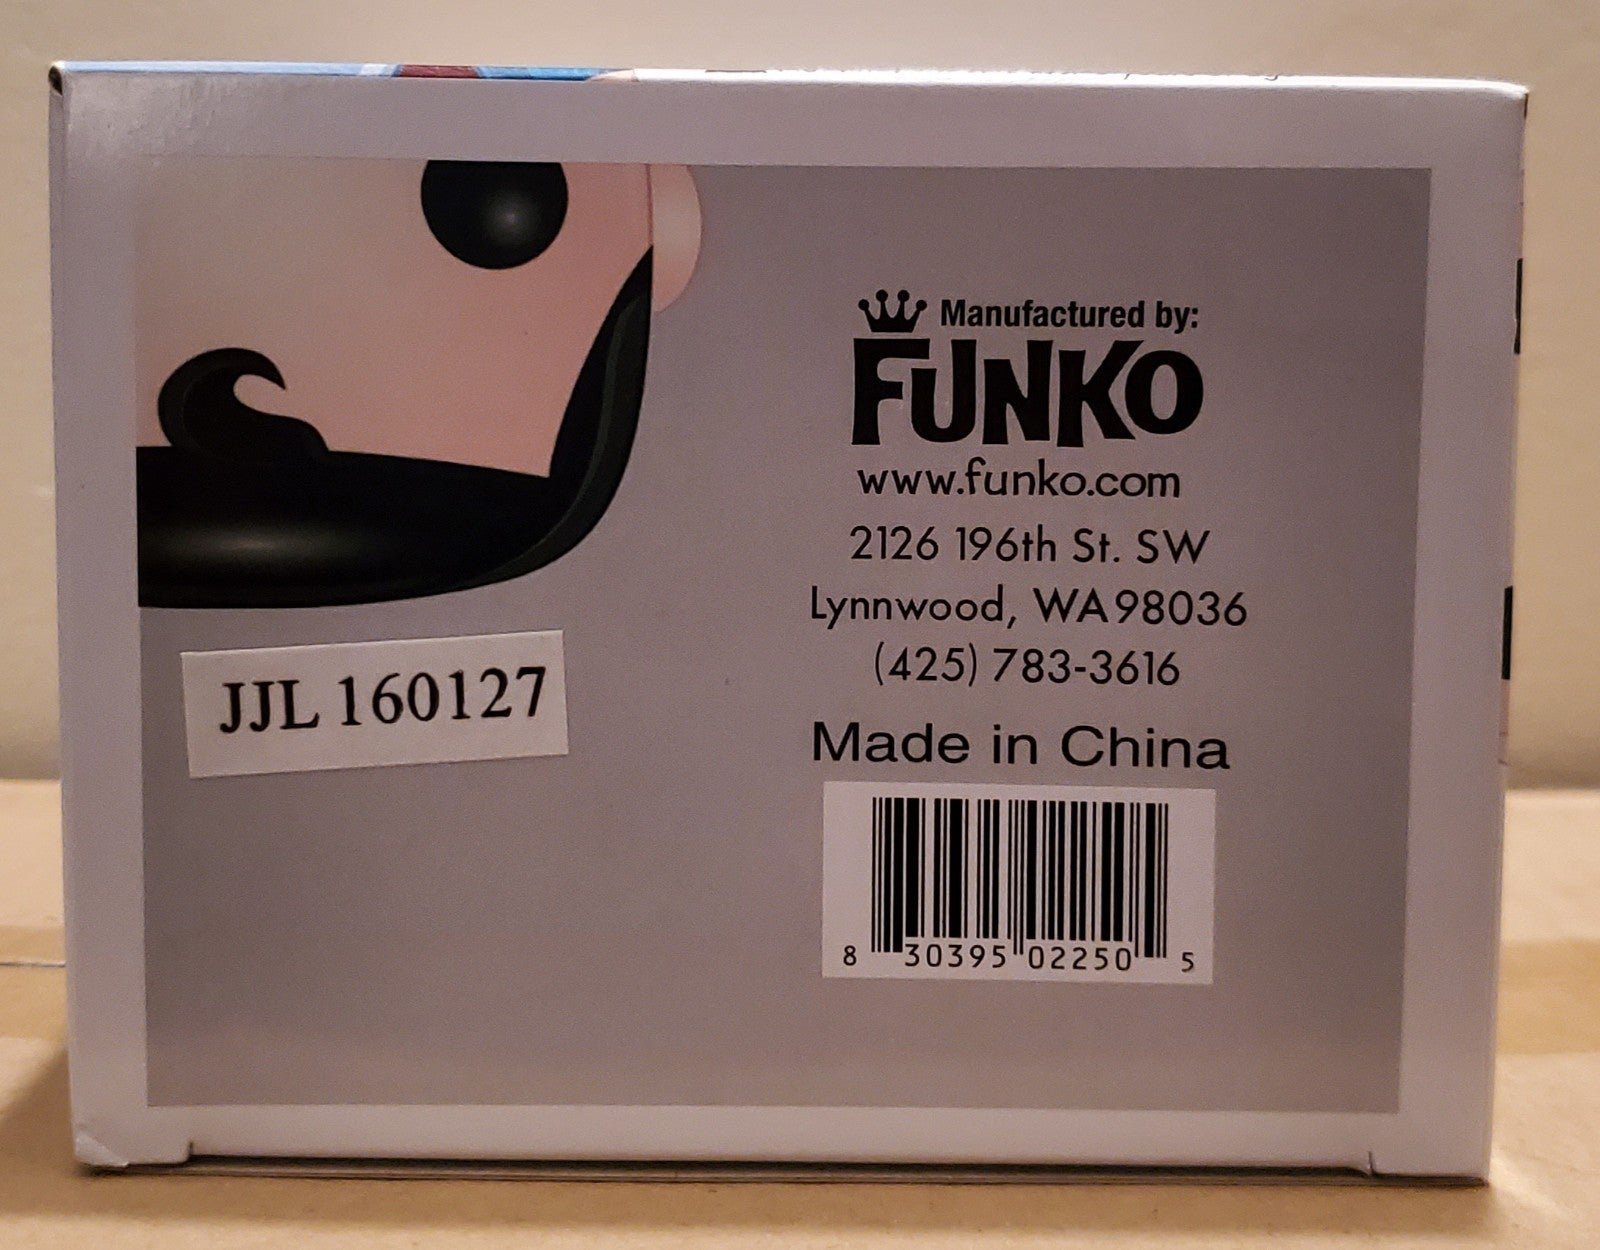 Manufactured by:
FUNKO
www.funko.com
2126 196th St. SW
Lynnwood, WA 98036
(425) 783-3616
JJL 160127
Made in China
8 30395 02250 5